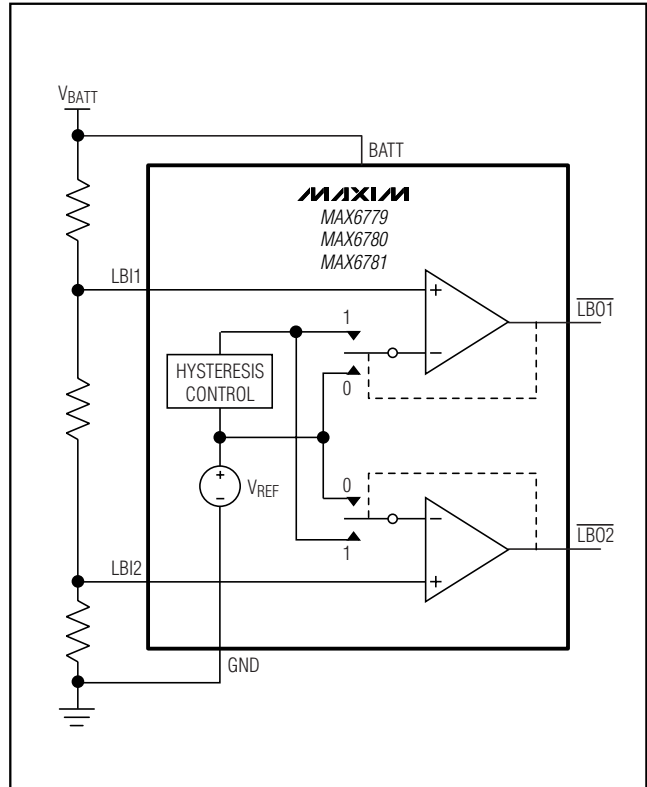 VBATT
BATT
MAXIM
MAX6779
MAX6780
MAX6781
LBI1
+
1
LBO1
HYSTERESIS
CONTROL
−
0
+
−
VREF
0
−
1
LBO2
LBI2
+
GND